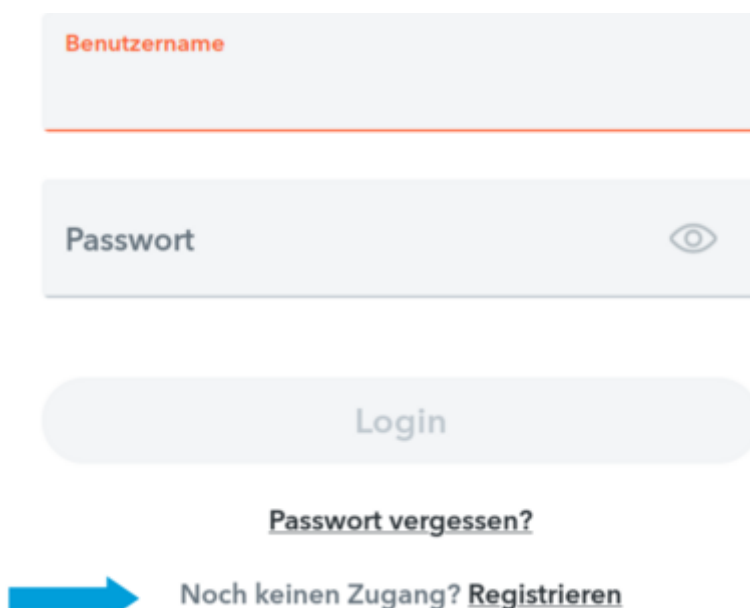 Benutzername
Passwort
Login
Passwort vergessen?
Noch keinen Zugang? Registrieren